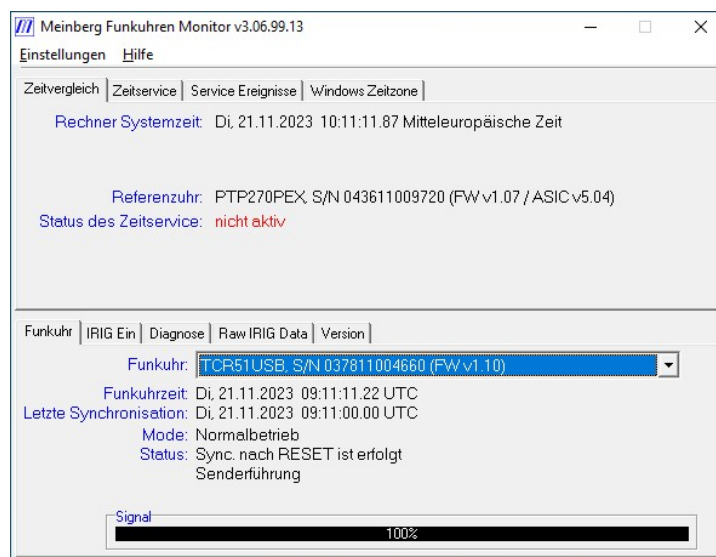 Meinberg Funkuhren Monitor v3.06.99.13
Einstellungen Hilfe
Zeitvergleich Zeitservice Service Ereignisse Windows Zeitzone
Rechner Systemzeit: Di, 21.11.2023 10:11:11.87 Mitteleuropäische Zeit
Referenzuhr: PTP270PEX, S/N 043611009720 (FW v1.07 / ASIC v5.04)
Status des Zeitservice: nicht aktiv
Funkuhr IRIG Ein Diagnose Raw IRIG Data Version
Funkuhr: TCR51USB, S/N 037811004660 (FW v1.10)
Funkuhrzeit: Di, 21.11.2023 09:11:11.22 UTC
Letzte Synchronisation: Di, 21.11.2023 09:11:00.00 UTC
Mode: Normalbetrieb
Status: Sync. nach RESET ist erfolgt
Senderführung
Signal
100%